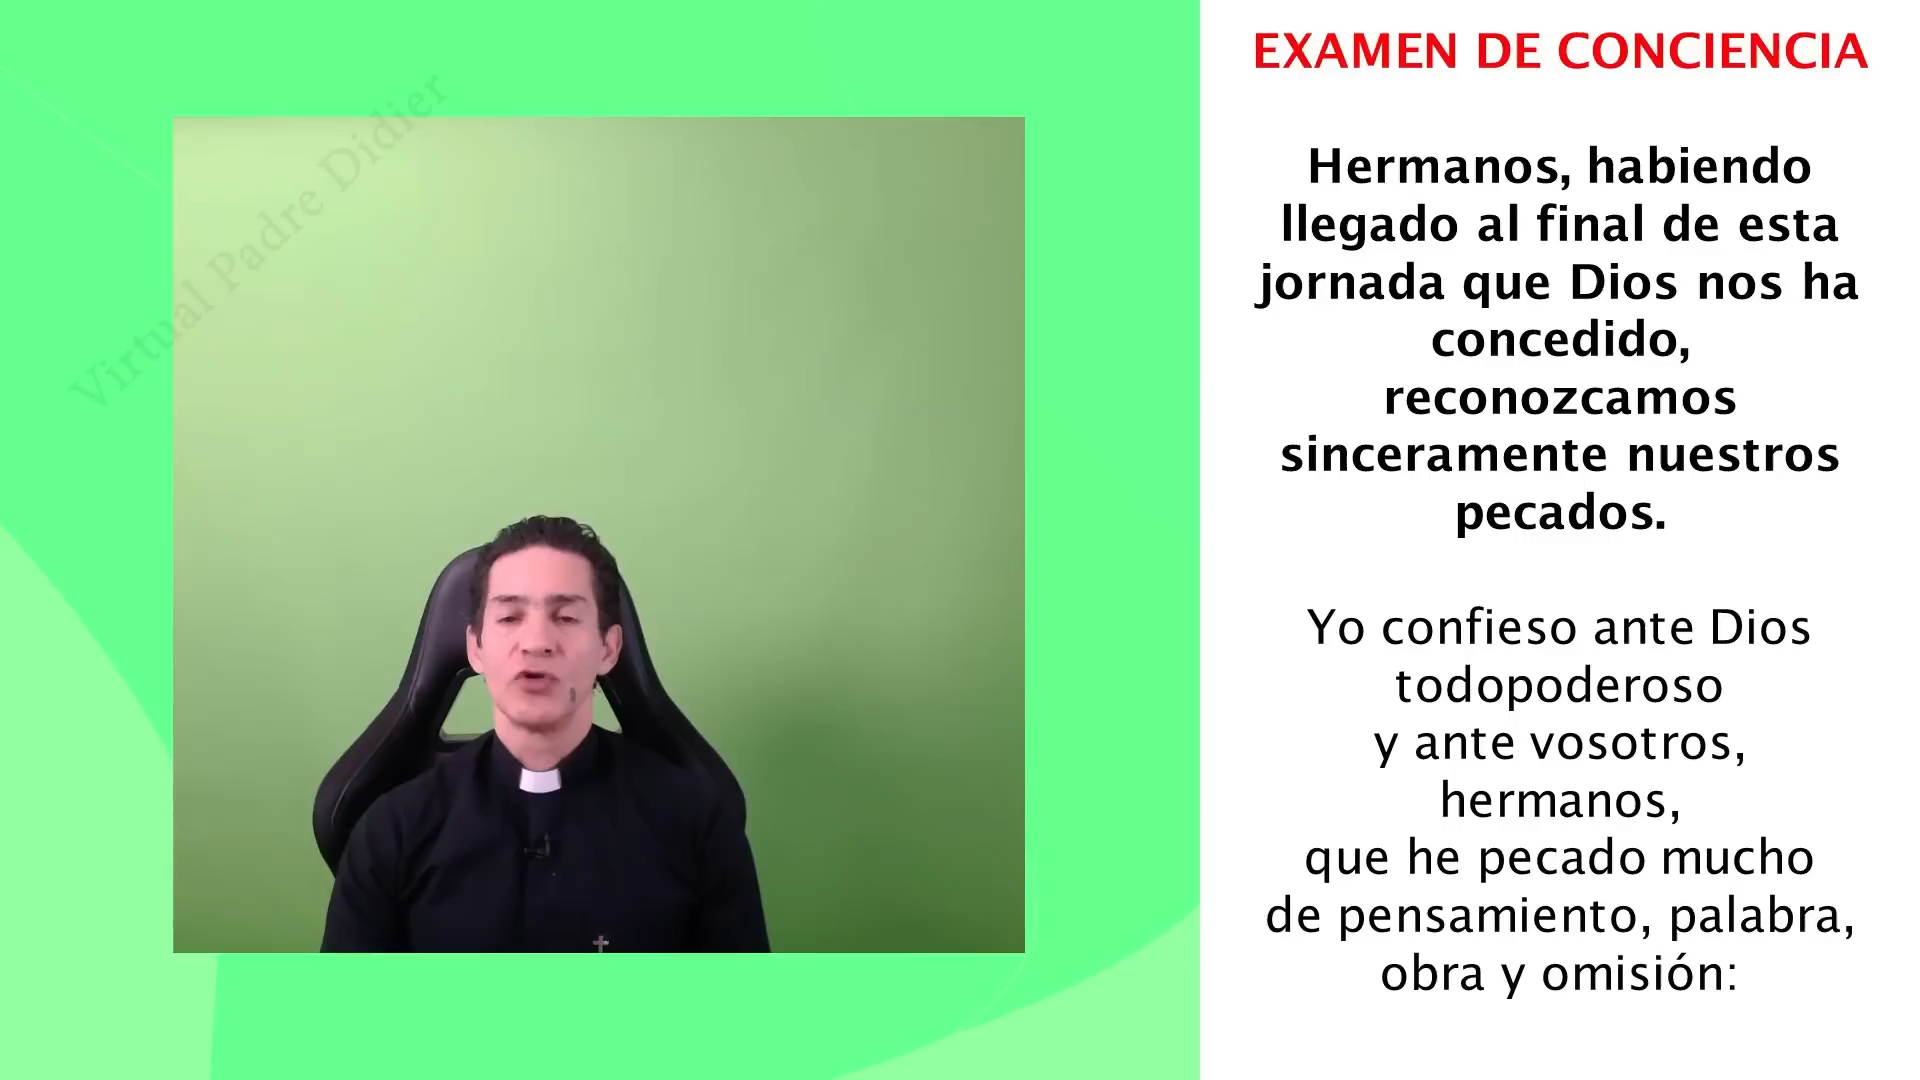 Virtual Padre Didier
EXAMEN DE CONCIENCIA
Hermanos, habiendo
llegado al final de esta
jornada que Dios nos ha
concedido,
reconozcamos
sinceramente nuestros
pecados.
Yo confieso ante Dios
todopoderoso
y ante vosotros,
hermanos,
que he pecado mucho
de pensamiento, palabra,
obra y omisión: